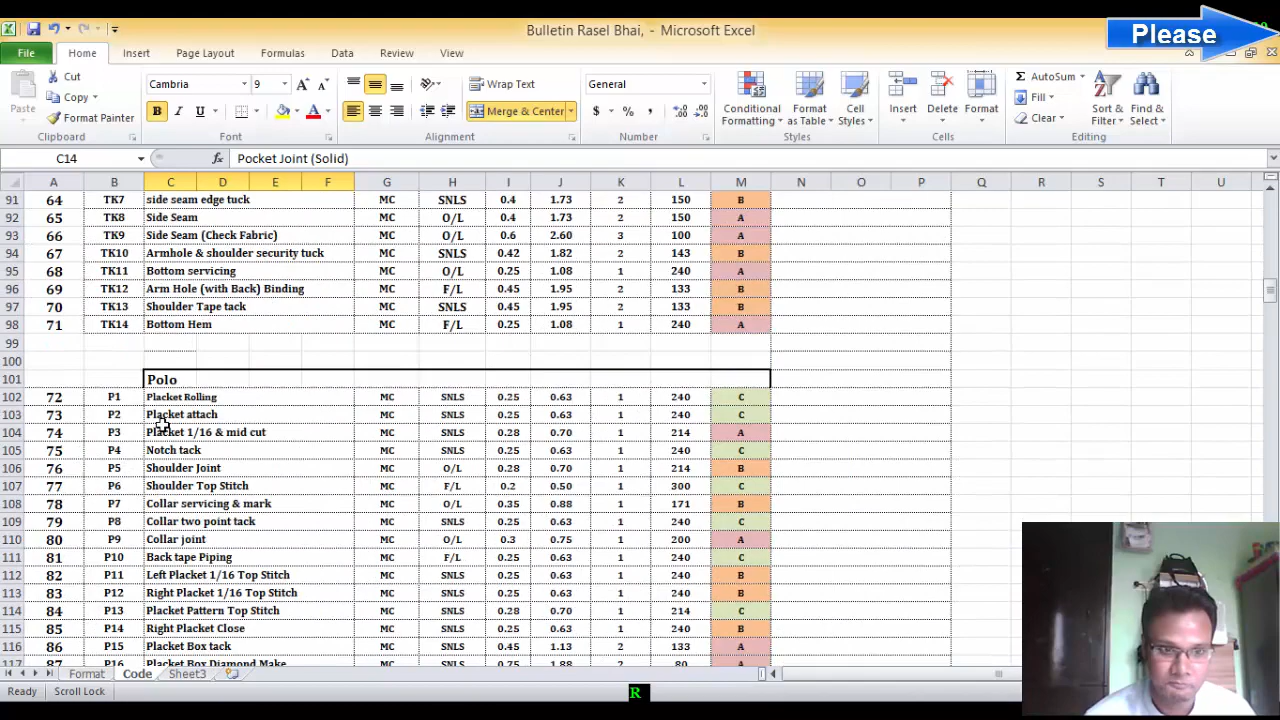 Bulletin Rasel Bhai, - Microsoft Excel
Please
File Home Insert Page Layout Formulas Data Review View
Paste Cut Copy Format Painter
Cambria 9
B I U A A A
Wrap Text
Merge & Center
General
$ % ,
Conditional Formatting
Format as Table
Cell Styles
Insert Delete Format
Σ AutoSum Fill Clear
Sort & Filter
Find & Select
Clipboard Font Alignment Number Styles Cells Editing
C14 fx Pocket Joint (Solid)
A B C D E F G H I J K L M N O P Q R S T U
91 64 TK7 side seam edge tuck MC SNLS 0.4 1.73 2 150 B
92 65 TK8 Side Seam MC O/L 0.4 1.73 2 150 A
93 66 TK9 Side Seam (Check Fabric) MC O/L 0.6 2.60 3 100 A
94 67 TK10 Armhole & shoulder security tuck MC SNLS 0.42 1.82 2 143 B
95 68 TK11 Bottom servicing MC O/L 0.25 1.08 1 240 A
96 69 TK12 Arm Hole (with Back) Binding MC F/L 0.45 1.95 2 133 B
97 70 TK13 Shoulder Tape tack MC SNLS 0.45 1.95 2 133 B
98 71 TK14 Bottom Hem MC F/L 0.25 1.08 1 240 A
99
100
101 Polo
102 72 P1 Placket Rolling MC SNLS 0.25 0.63 1 240 C
103 73 P2 Placket attach MC SNLS 0.25 0.63 1 240 C
104 74 P3 Placket 1/16 & mid cut MC SNLS 0.28 0.70 1 214 A
105 75 P4 Notch tack MC SNLS 0.25 0.63 1 240 C
106 76 P5 Shoulder Joint MC O/L 0.28 0.70 1 214 B
107 77 P6 Shoulder Top Stitch MC F/L 0.2 0.50 1 300 C
108 78 P7 Collar servicing & mark MC O/L 0.35 0.88 1 171 B
109 79 P8 Collar two point tack MC SNLS 0.25 0.63 1 240 C
110 80 P9 Collar joint MC O/L 0.3 0.75 1 200 A
111 81 P10 Back tape Piping MC F/L 0.25 0.63 1 240 C
112 82 P11 Left Placket 1/16 Top Stitch MC SNLS 0.25 0.63 1 240 B
113 83 P12 Right Placket 1/16 Top Stitch MC SNLS 0.25 0.63 1 240 B
114 84 P13 Placket Pattern Top Stitch MC SNLS 0.28 0.70 1 214 C
115 85 P14 Right Placket Close MC SNLS 0.25 0.63 1 240 B
116 86 P15 Placket Box tack MC SNLS 0.45 1.13 2 133 A
117 87 P16 Placket Box Diamond Make MC SNLS 0.75 1.88 2 80 A
Format Code Sheet3
Ready Scroll Lock R